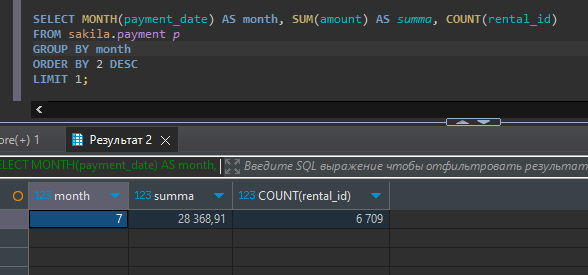 SELECT MONTH(payment_date) AS month, SUM(amount) AS summa, COUNT(rental_id)
FROM sakila.payment p
GROUP BY month
ORDER BY 2 DESC
LIMIT 1;
ore(+) 1 Результат 2
SELECT MONTH(payment_date) AS month, Введите SQL выражение чтобы отфильтровать результат
123 month 123 summa 123 COUNT(rental_id)
7 28 368,91 6 709